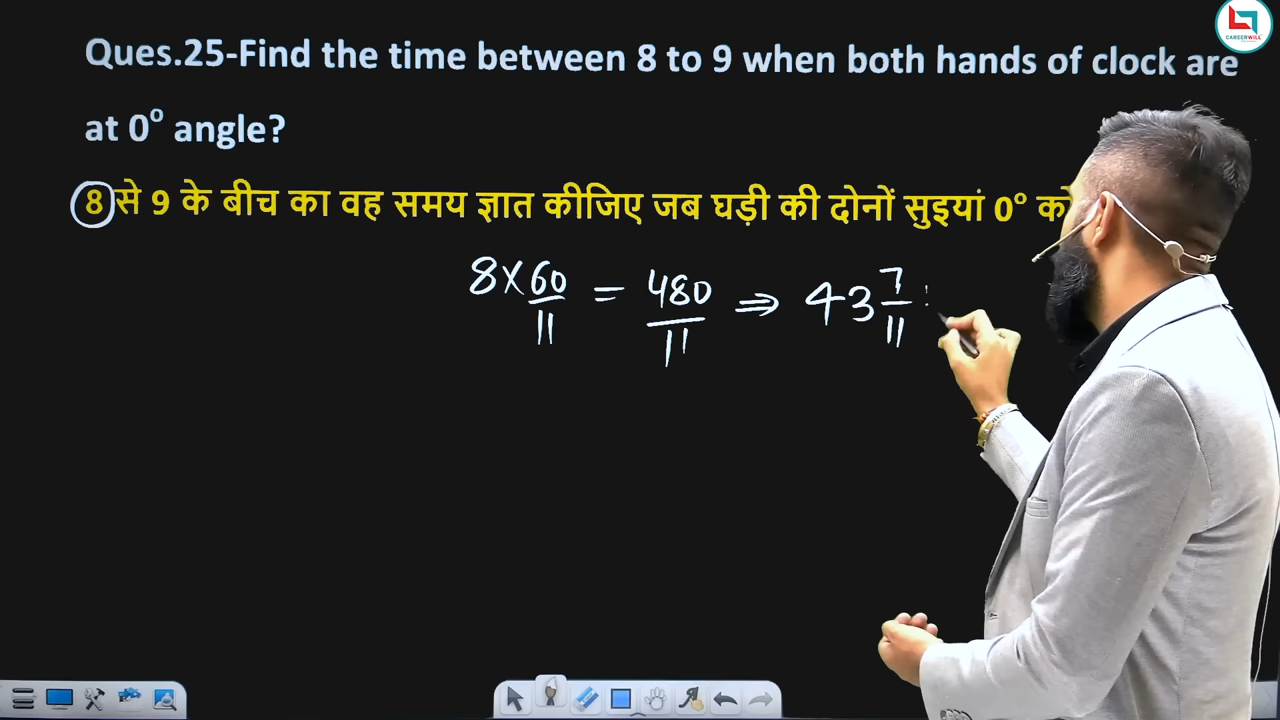 CAREERWILL
Ques.25-Find the time between 8 to 9 when both hands of clock are
at 0° angle?
8 से 9 के बीच का वह समय ज्ञात कीजिए जब घड़ी की दोनों सुइयां 0°
8 × 60/11 = 480/11 ⇒ 43 7/11